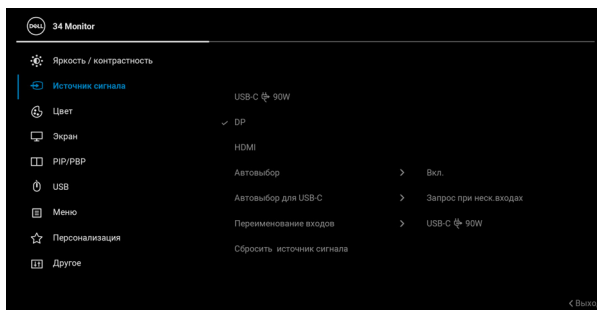 DELL 34 Monitor
Яркость / контрастность
Источник сигнала
USB-C 90W
Цвет
DP
Экран
HDMI
PIP/PBP
Автовыбор > Вкл.
USB
Автовыбор для USB-C > Запрос при неск.входах
Меню
Переименование входов > USB-C 90W
Персонализация
Сбросить источник сигнала
Другое
< Выхо